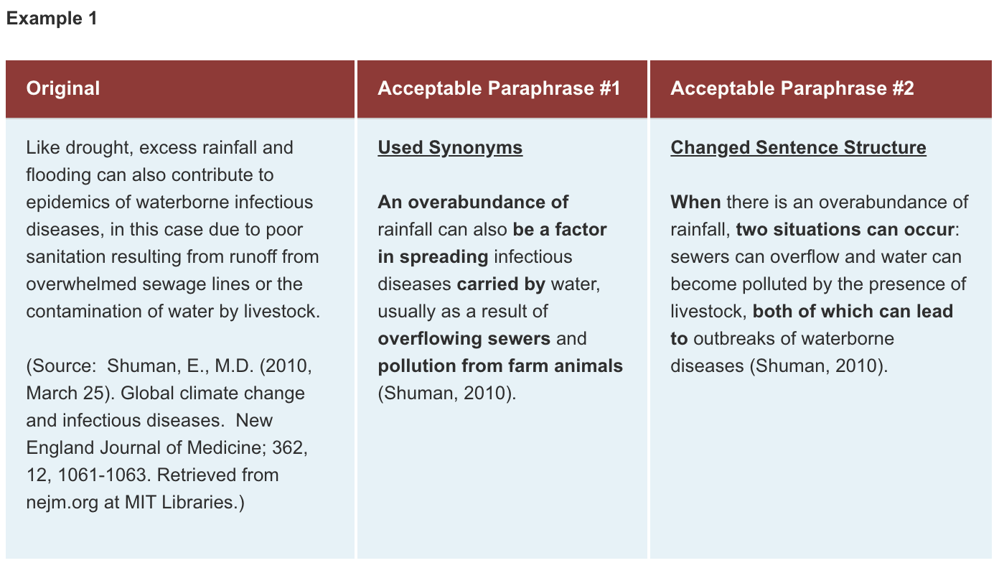 Example 1
Original
Acceptable Paraphrase #1
Acceptable Paraphrase #2
Like drought, excess rainfall and
flooding can also contribute to
epidemics of waterborne infectious
diseases, in this case due to poor
sanitation resulting from runoff from
overwhelmed sewage lines or the
contamination of water by livestock.
(Source:  Shuman, E., M.D. (2010,
March 25). Global climate change
and infectious diseases.  New
England Journal of Medicine; 362,
12, 1061-1063. Retrieved from
nejm.org at MIT Libraries.)
Used Synonyms
An overabundance of
rainfall can also be a factor
in spreading infectious
diseases carried by water,
usually as a result of
overflowing sewers and
pollution from farm animals
(Shuman, 2010).
Changed Sentence Structure
When there is an overabundance of
rainfall, two situations can occur:
sewers can overflow and water can
become polluted by the presence of
livestock, both of which can lead
to outbreaks of waterborne
diseases (Shuman, 2010).